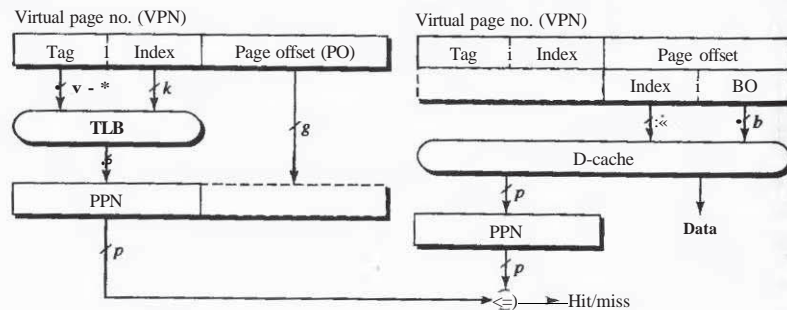 Virtual page no. (VPN)
Tag Index Page offset (PO)
v - * k
TLB
g
PPN
p
Virtual page no. (VPN)
Tag Index Page offset
Index BO
b
D-cache
p
PPN
Data
p
Hit/miss